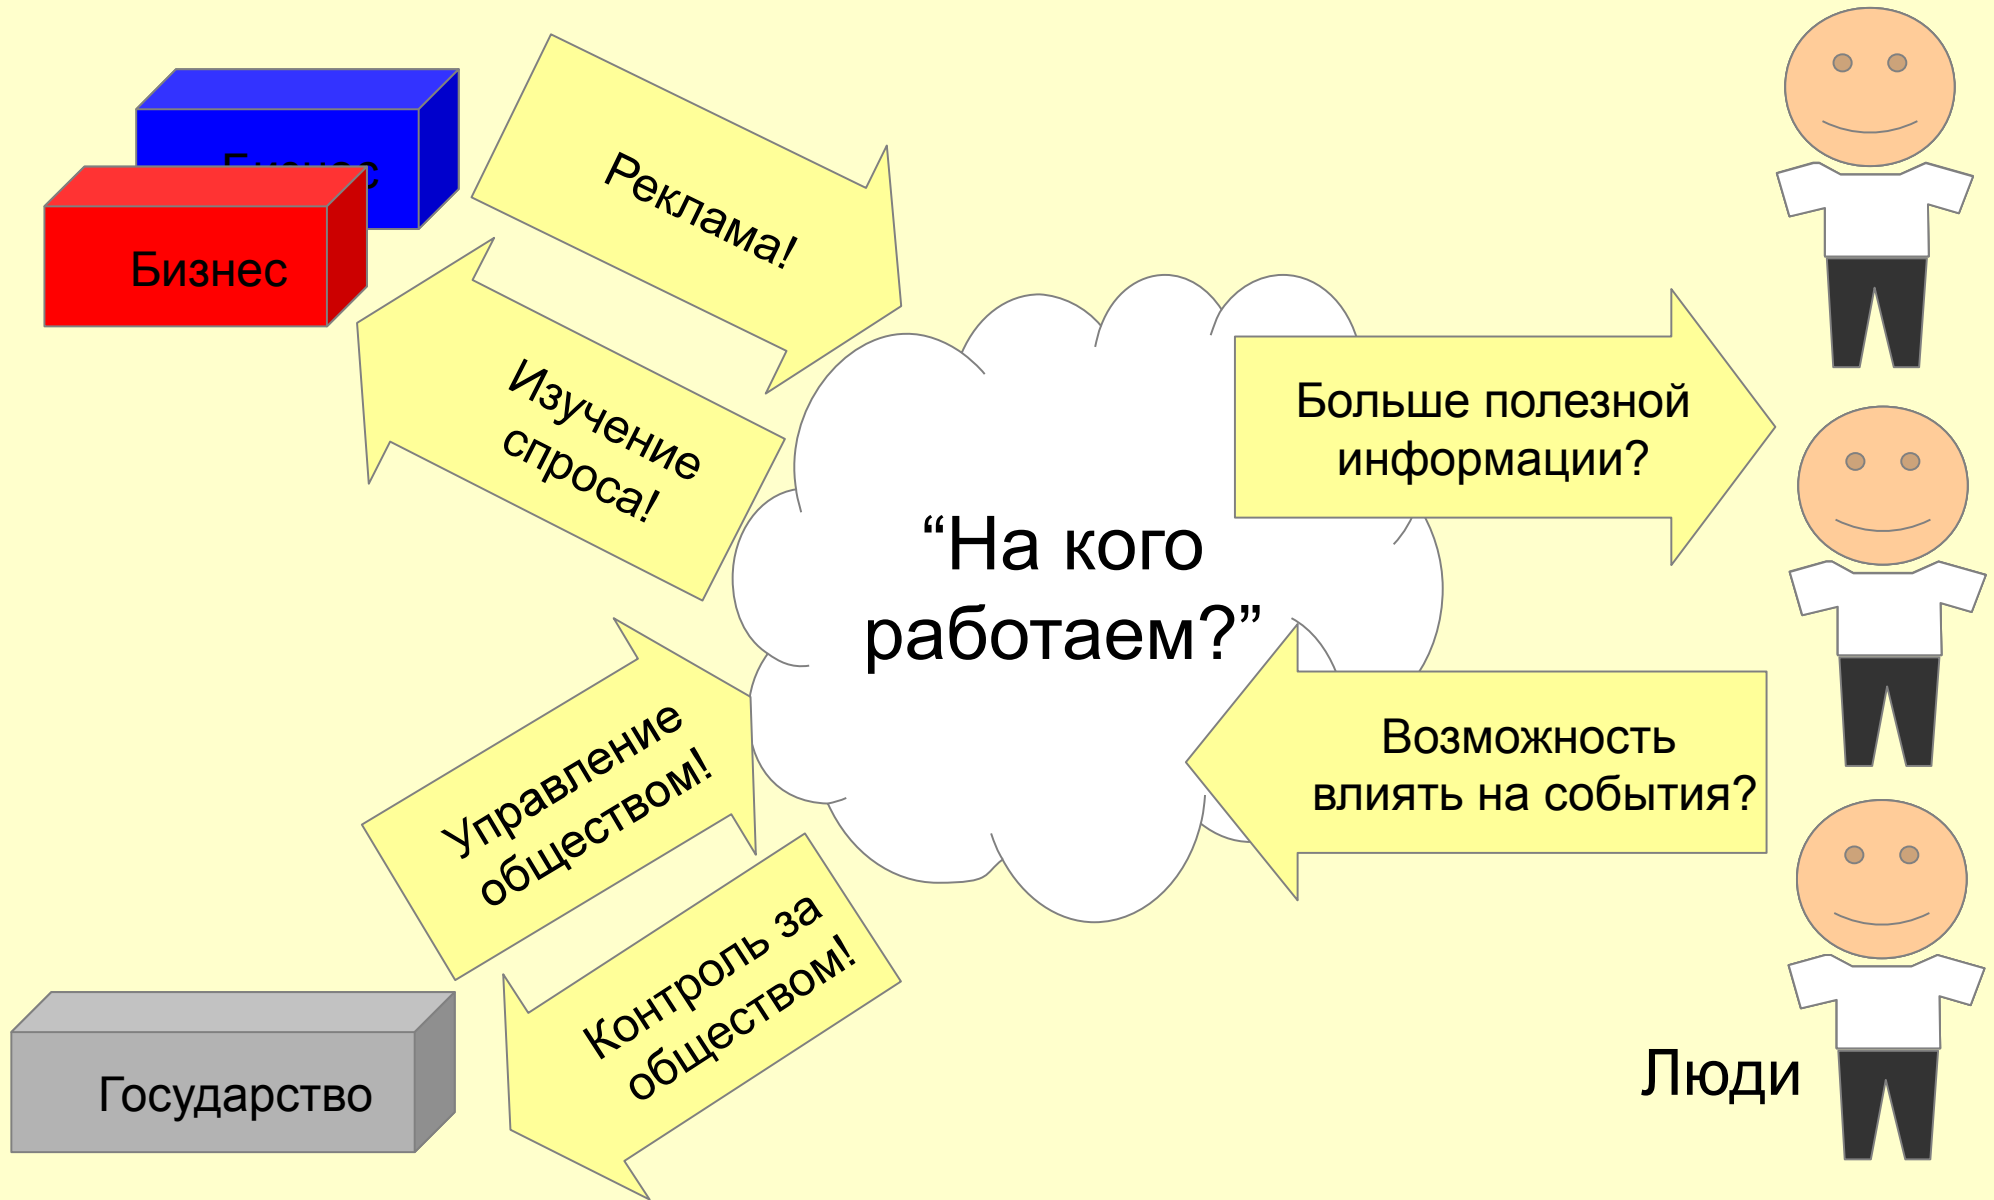 Бизнес
Бизнес
Реклама!
Изучение
спроса!
“На кого
работаем?”
Больше полезной
информации?
Возможность
влиять на события?
Управление
обществом!
Контроль за
обществом!
Государство
Люди